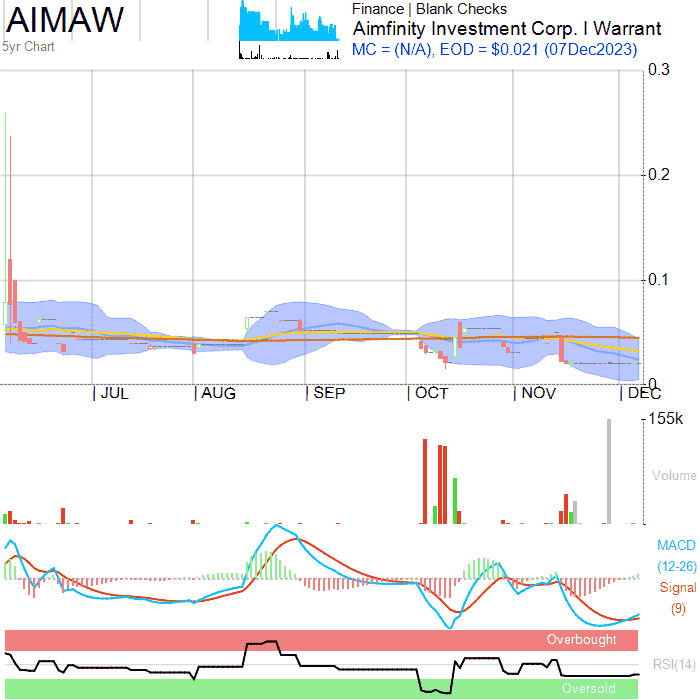 AIMAW
5yr Chart
Finance | Blank Checks
Aimfinity Investment Corp. I Warrant
MC = (N/A), EOD = $0.021 (07Dec2023)
0.3
0.2
0.1
0
JUL AUG SEP OCT NOV DEC
155k
Volume
MACD
(12-26)
Signal
(9)
Overbought
RSI(14)
Oversold